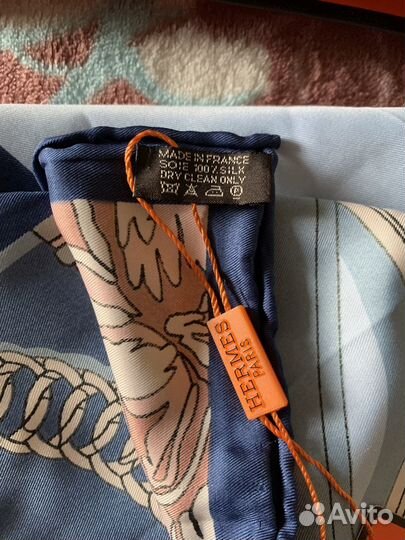 MADE IN FRANCE
SOIE 100% SILK
DRY CLEAN ONLY
HERMES
PARIS
Avito